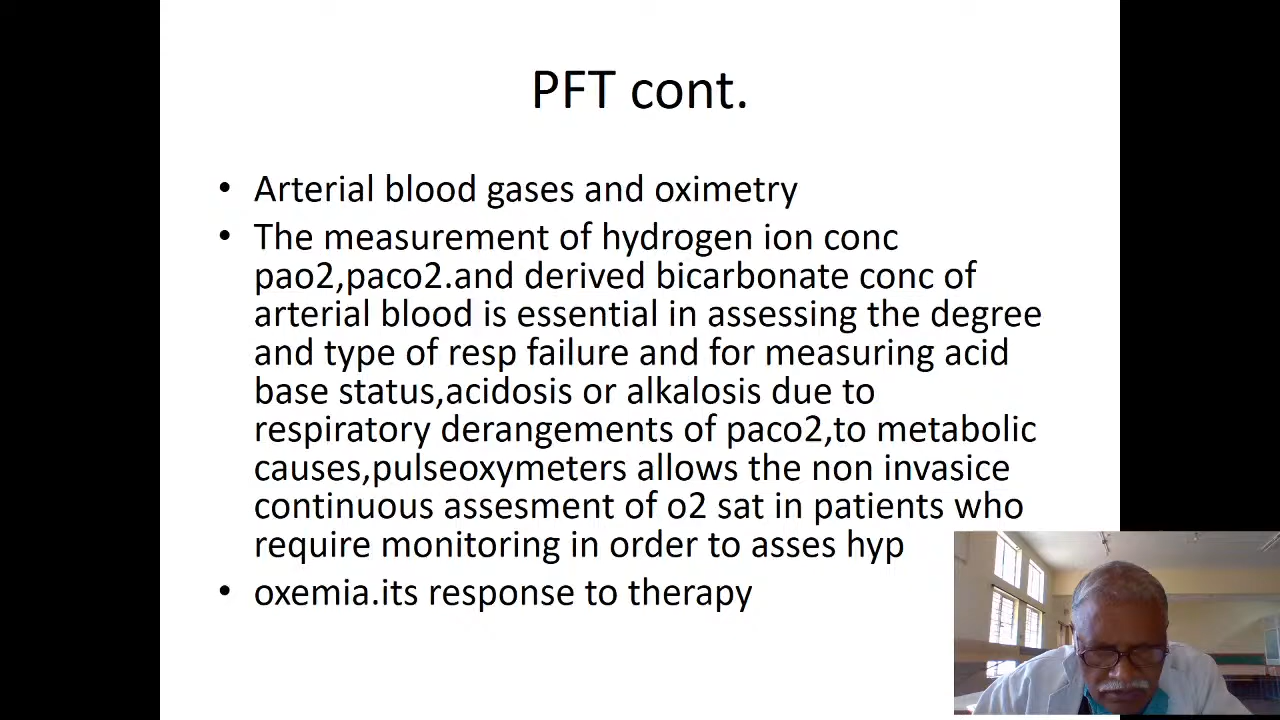 PFT cont.
• Arterial blood gases and oximetry
• The measurement of hydrogen ion conc
pao2,paco2.and derived bicarbonate conc of
arterial blood is essential in assessing the degree
and type of resp failure and for measuring acid
base status,acidosis or alkalosis due to
respiratory derangements of paco2,to metabolic
causes,pulseoxymeters allows the non invasice
continuous assesment of o2 sat in patients who
require monitoring in order to asses hyp
• oxemia.its response to therapy